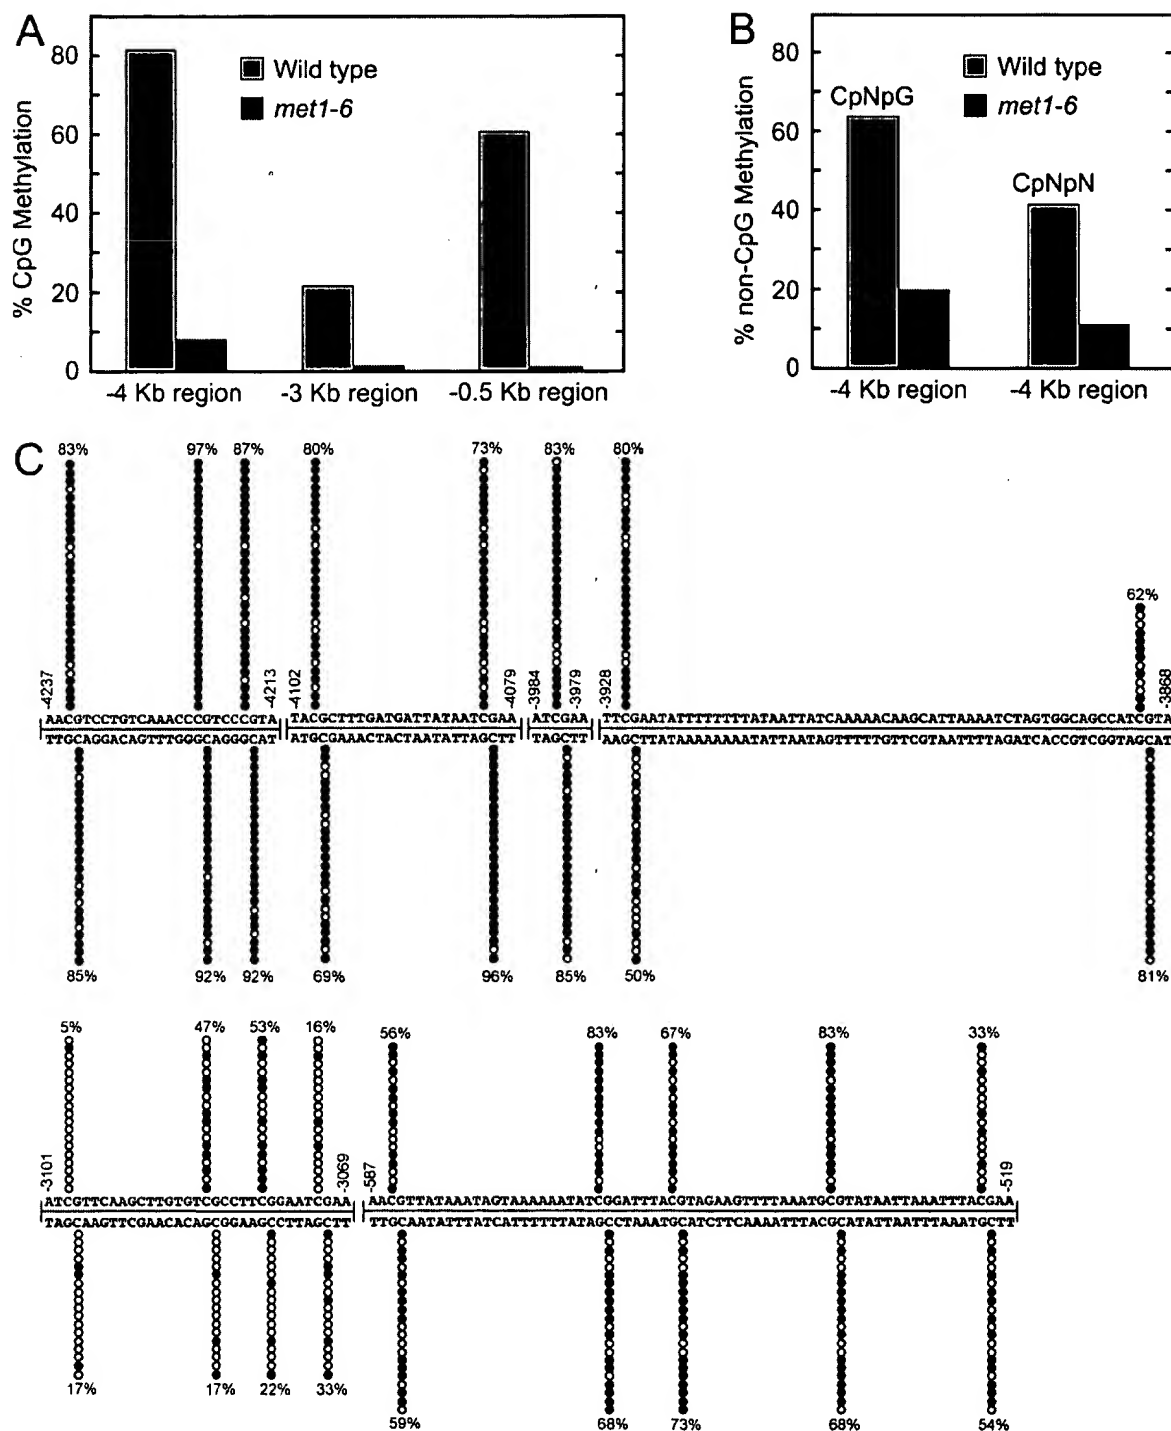 A
% CpG Methylation
80
60
40
20
0
Wild type
met1-6
-4 Kb region
-3 Kb region
-0.5 Kb region
B
% non-CpG Methylation
80
60
40
20
0
Wild type
met1-6
CpNpG
CpNpN
-4 Kb region
-4 Kb region
C
83% 97% 87% 80% 73% 83% 80% 62%
-4237 -4213 -4102 -4079 -3984 -3979 -3928 -3868
AACGTCCTGTCAAACCCGTCCCGTA TACGCTTTGATGATTATAATCGAA ATCGAA TTCGAATATTTTTTTTATAATTATCAAAAACAAGCATTAAAATCTAGTGGCAGCCATCGTA
TTGCAGGACAGTTTGGGCAGGGCAT ATGCGAAACTACTAATATTAGCTT TAGCTT AAGCTTATAAAAAAAATATTAATAGTTTTTGTTCGTAATTTTAGATCACCGTCGGTAGCAT
85% 92% 92% 69% 96% 85% 50% 81%
5% 47% 53% 16% 56% 83% 67% 83% 33%
-3101 -3069 -587 -519
ATCGTTCAAGCTTGTGTCGCCTTCGGAATCGAA AACGTTATAAATAGTAAAAAATATCGGATTTACGTAGAAGTTTTAAATGCGTATAATTAAATTTACGAA
TAGCAAGTTCGAACACAGCGGAAGCCTTAGCTT TTGCAATATTTATCATTTTTTATAGCCTAAATGCATCTTCAAAATTTACGCATATTAATTTAAATGCTT
17% 17% 22% 33% 59% 68% 73% 68% 54%